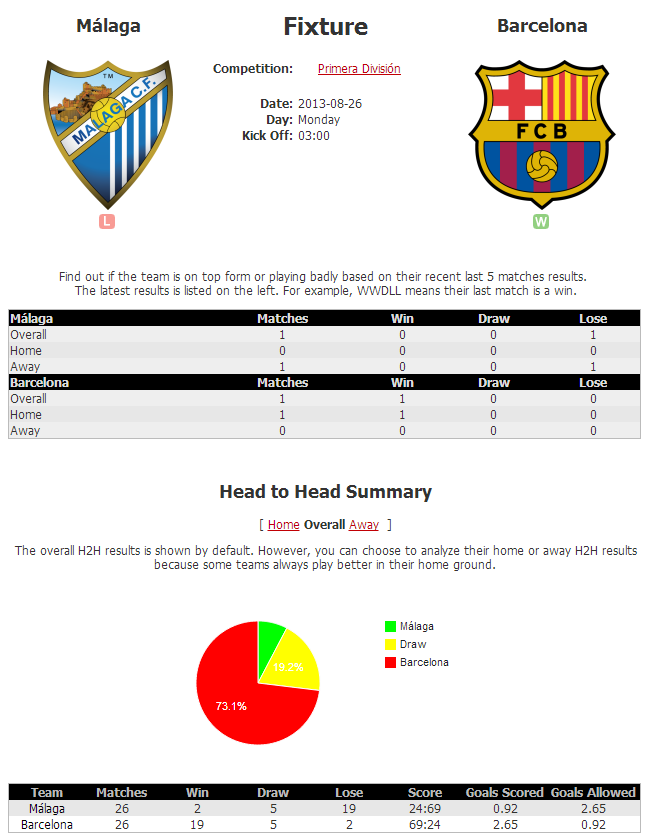 Málaga
Fixture
Barcelona
Competition: Primera División
Date: 2013-08-26
Day: Monday
Kick Off: 03:00
TM
MALAGA C.F.
FCB
L
W
Find out if the team is on top form or playing badly based on their recent last 5 matches results.
The latest results is listed on the left. For example, WWDLL means their last match is a win.
Málaga Matches Win Draw Lose
Overall 1 0 0 1
Home 0 0 0 0
Away 1 0 0 1
Barcelona Matches Win Draw Lose
Overall 1 1 0 0
Home 1 1 0 0
Away 0 0 0 0
Head to Head Summary
[ Home Overall Away ]
The overall H2H results is shown by default. However, you can choose to analyze their home or away H2H results
because some teams always play better in their home ground.
Málaga
Draw
Barcelona
19.2%
73.1%
Team Matches Win Draw Lose Score Goals Scored Goals Allowed
Málaga 26 2 5 19 24:69 0.92 2.65
Barcelona 26 19 5 2 69:24 2.65 0.92